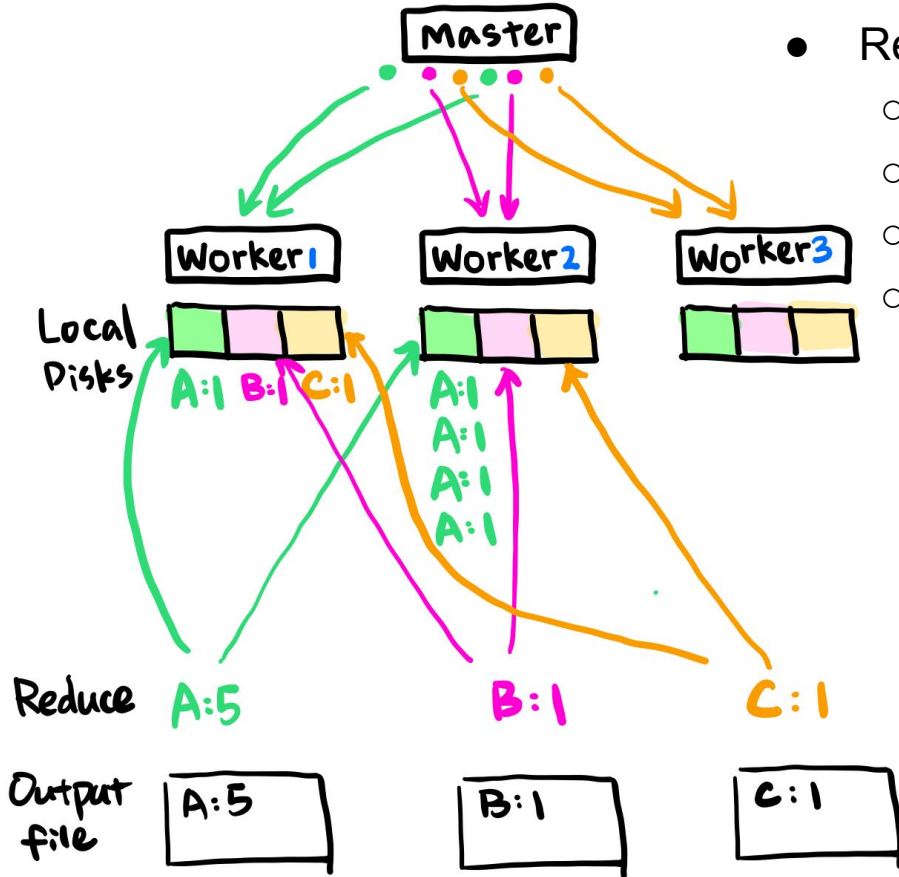 Master
• Re
Worker1 Worker2 Worker3
Local
Disks
A:1 B:1 C:1 A:1
A:1
A:1
A:1
Reduce A:5 B:1 C:1
Output
file
A:5 B:1 C:1